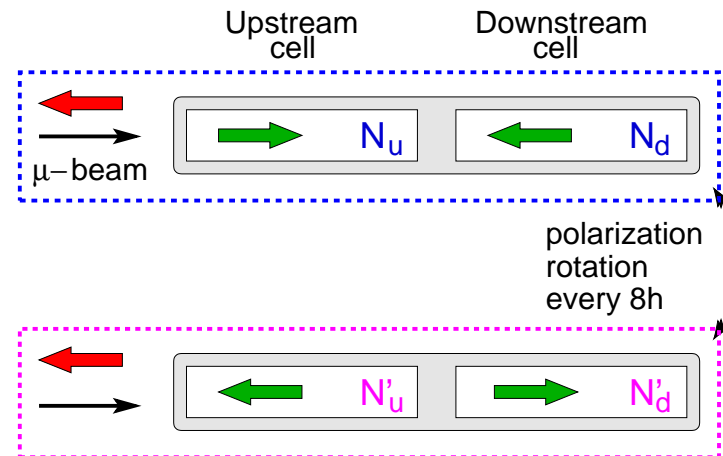 Upstream cell
Downstream cell
N_u
N_d
μ-beam
polarization
rotation
every 8h
N'_u
N'_d